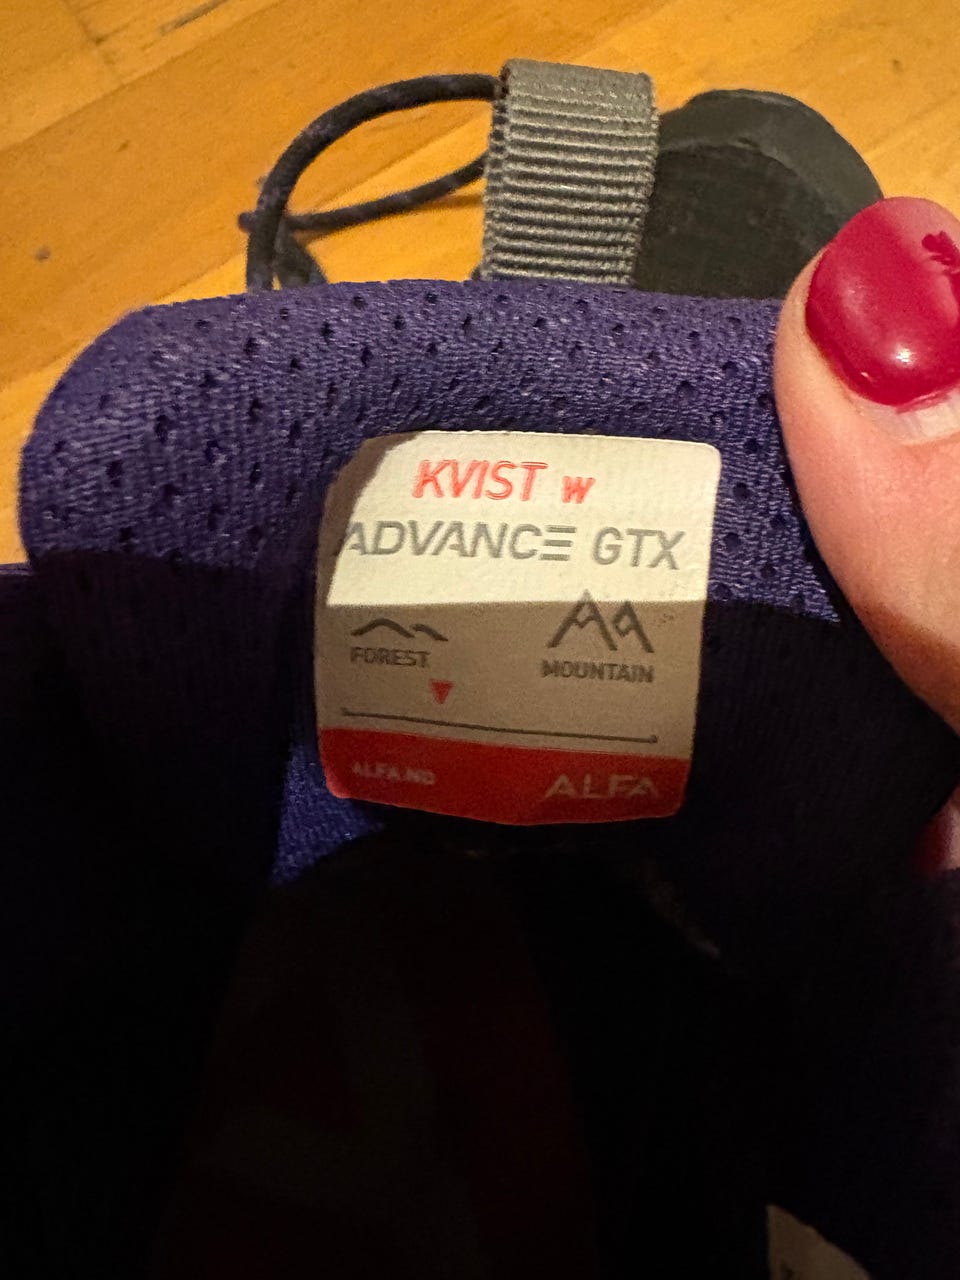 KVIST w
ADVANCE GTX
FOREST
MOUNTAIN
ALFA.NO
ALFA